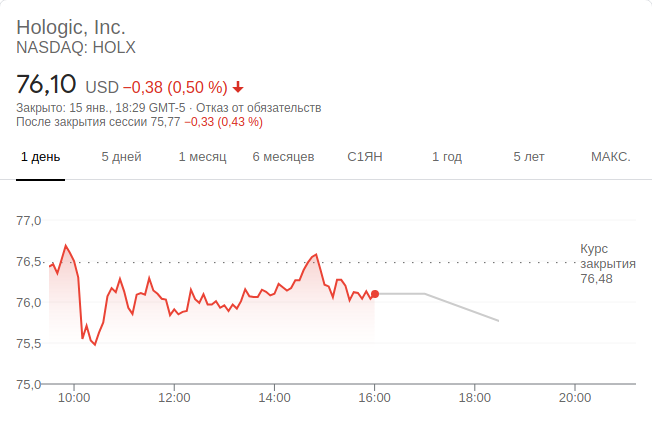 Hologic, Inc.
NASDAQ: HOLX
76,10 USD −0,38 (0,50 %)
Закрыто: 15 янв., 18:29 GMT-5 · Отказ от обязательств
После закрытия сессии 75,77 −0,33 (0,43 %)
1 день 5 дней 1 месяц 6 месяцев С1ЯН 1 год 5 лет МАКС.
77,0
76,5
76,0
75,5
75,0
Курс
закрытия
76,48
10:00 12:00 14:00 16:00 18:00 20:00